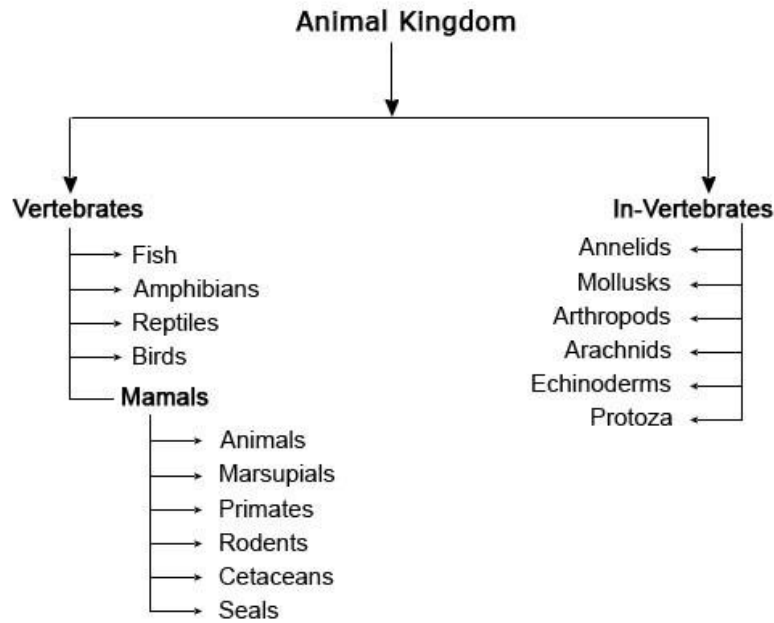 Animal Kingdom
Vertebrates
Fish
Amphibians
Reptiles
Birds
Mamals
Animals
Marsupials
Primates
Rodents
Cetaceans
Seals
In-Vertebrates
Annelids
Mollusks
Arthropods
Arachnids
Echinoderms
Protoza